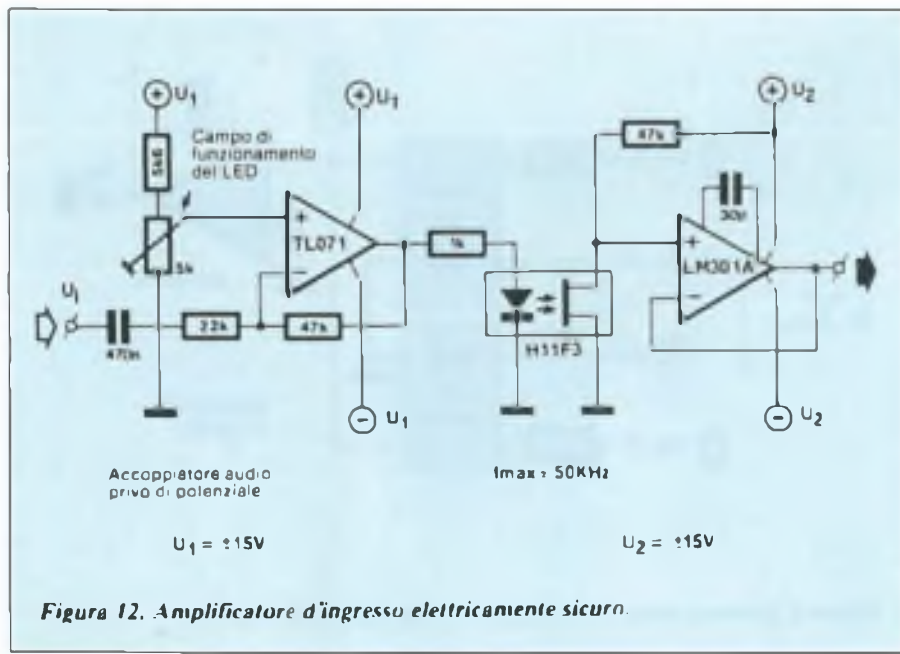 U1
U1
U2
Campo di
funzionamento
del LED
5k6
47k
30p
+
TL071
-
+
LM301A
-
5k
1k
Ui
22k
47k
470n
H11F3
U1
U2
Accoppiatore audio
privo di potenziale
fmax = 50KHz
U1 = ±15V
U2 = ±15V
Figura 12. Amplificatore d'ingresso elettricamente sicuro.